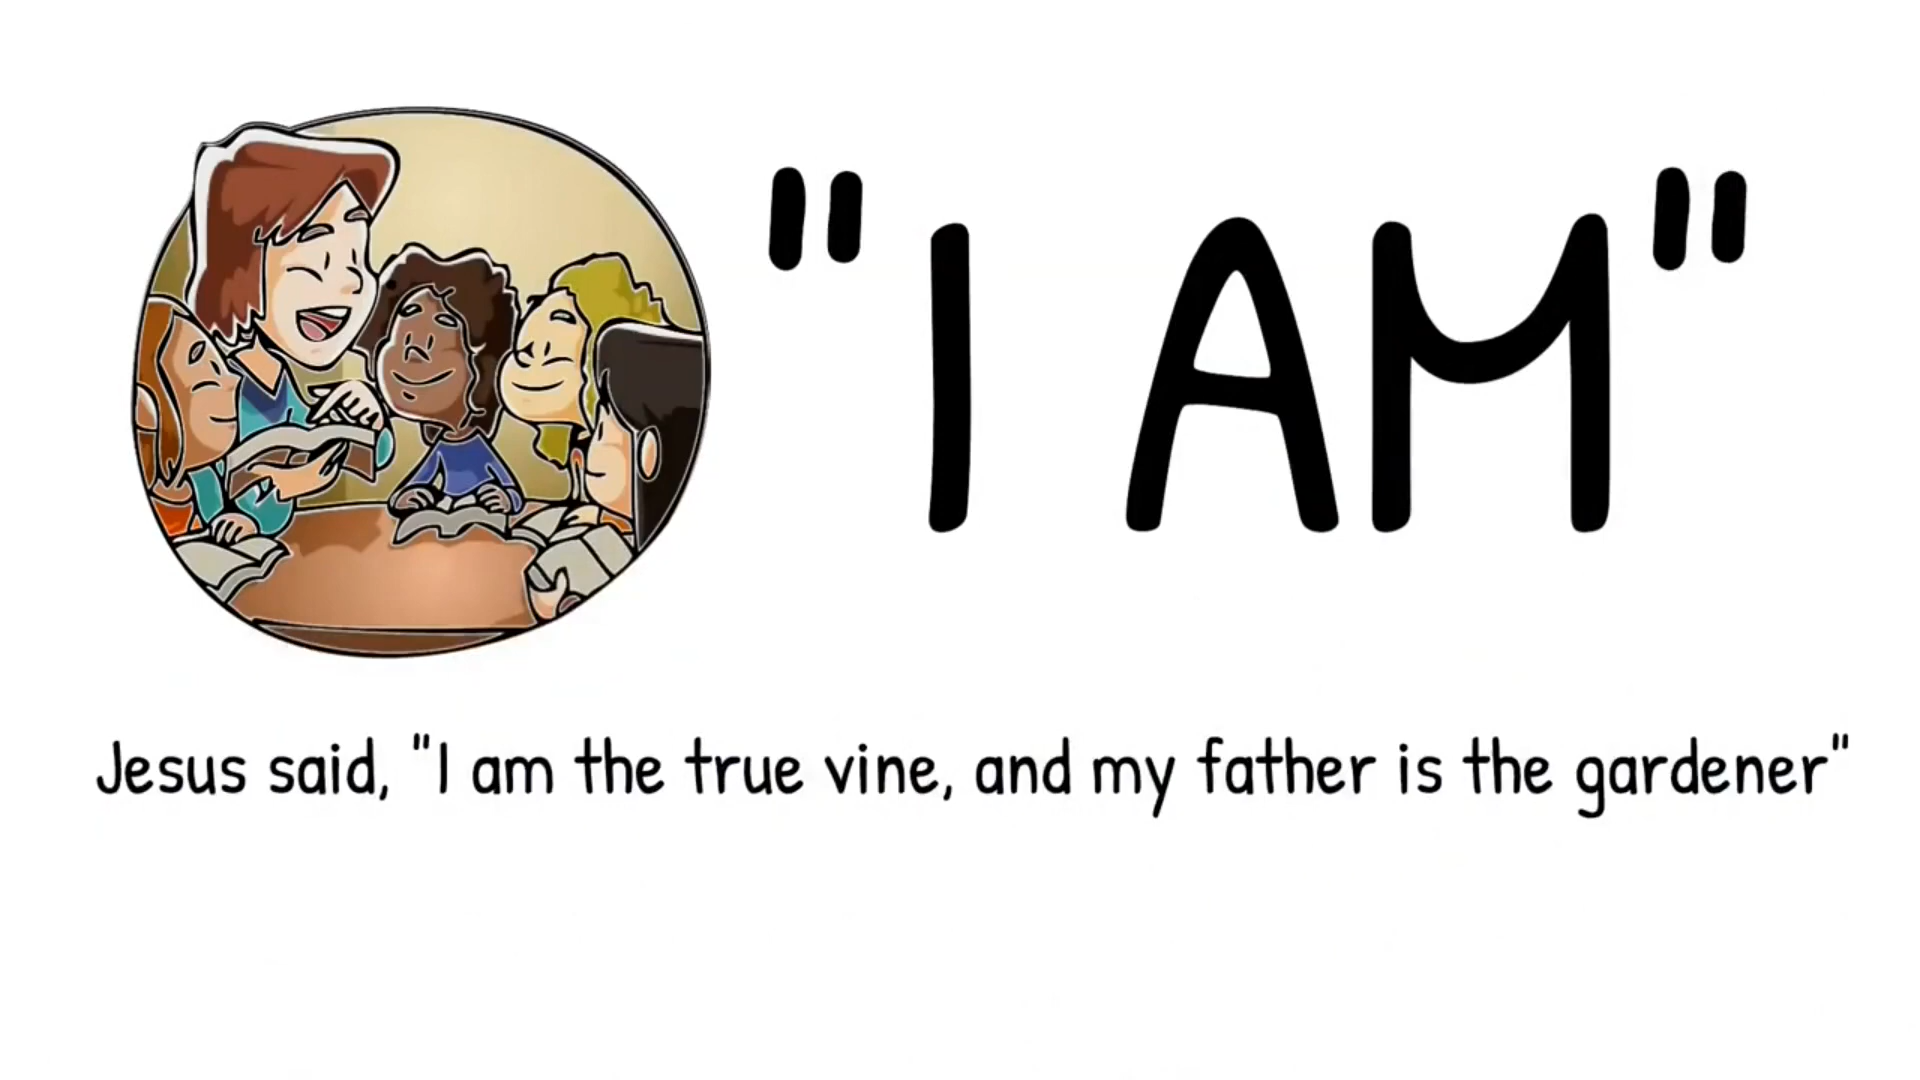 "I AM"
Jesus said, "I am the true vine, and my father is the gardener"